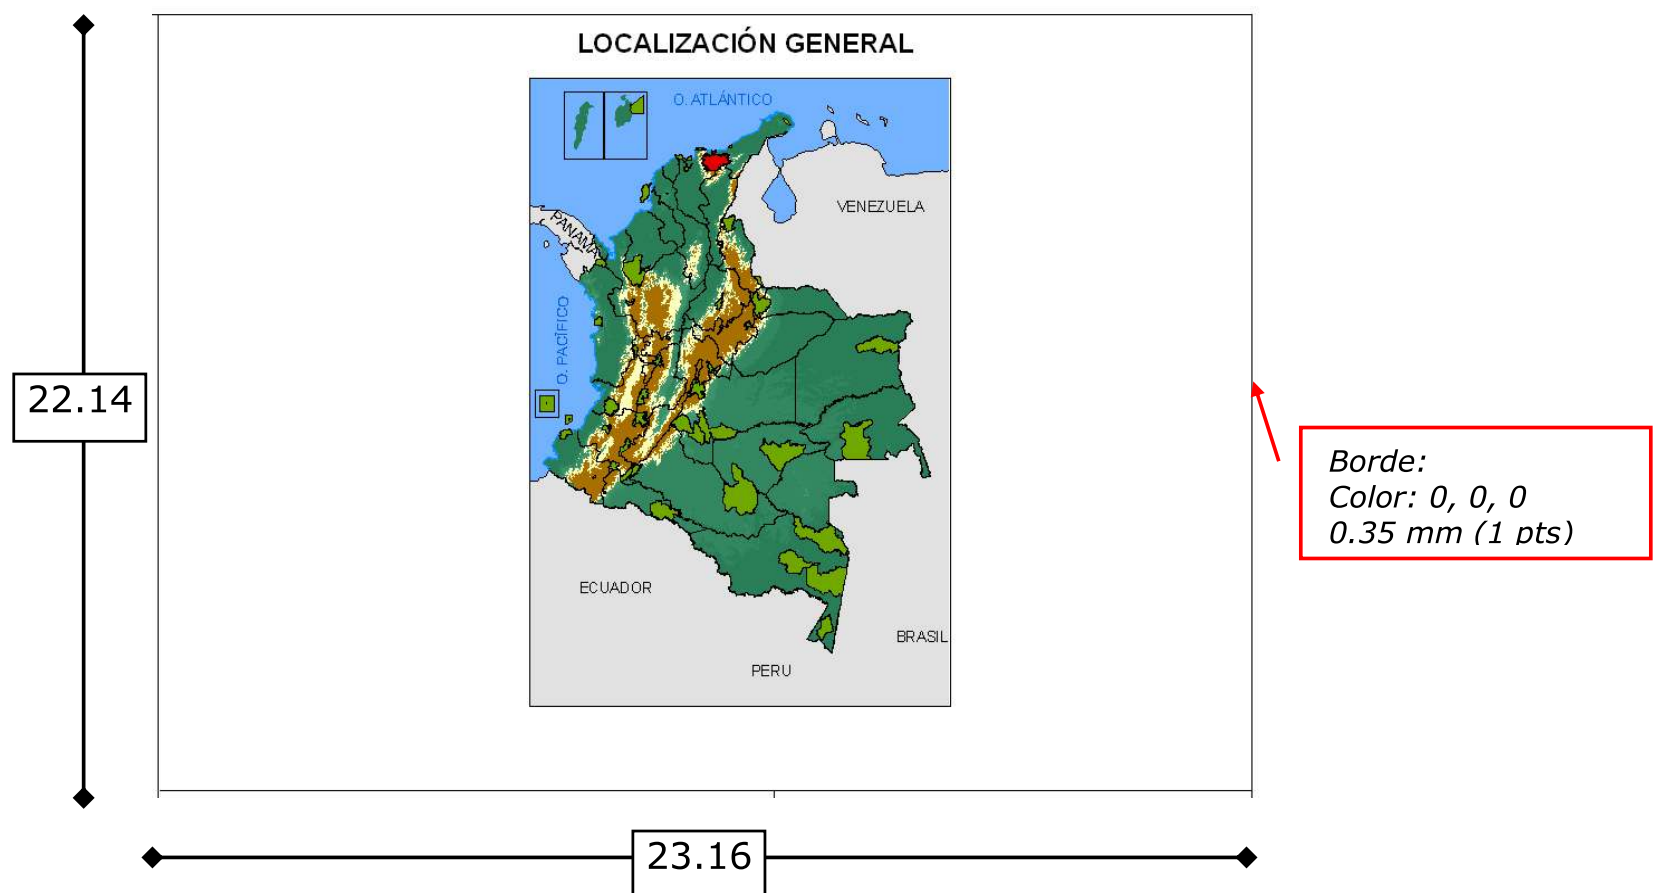 LOCALIZACIÓN GENERAL
O. ATLÁNTICO
VENEZUELA
PANAMA
O. PACÍFICO
22.14
Borde:
Color: 0, 0, 0
0.35 mm (1 pts)
ECUADOR
BRASIL
PERU
23.16